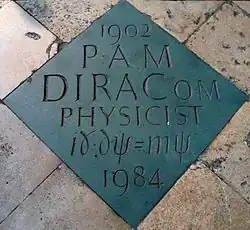 1902
P·A·M
DIRAC OM
PHYSICIST
iγ·∂ψ=mψ
1984